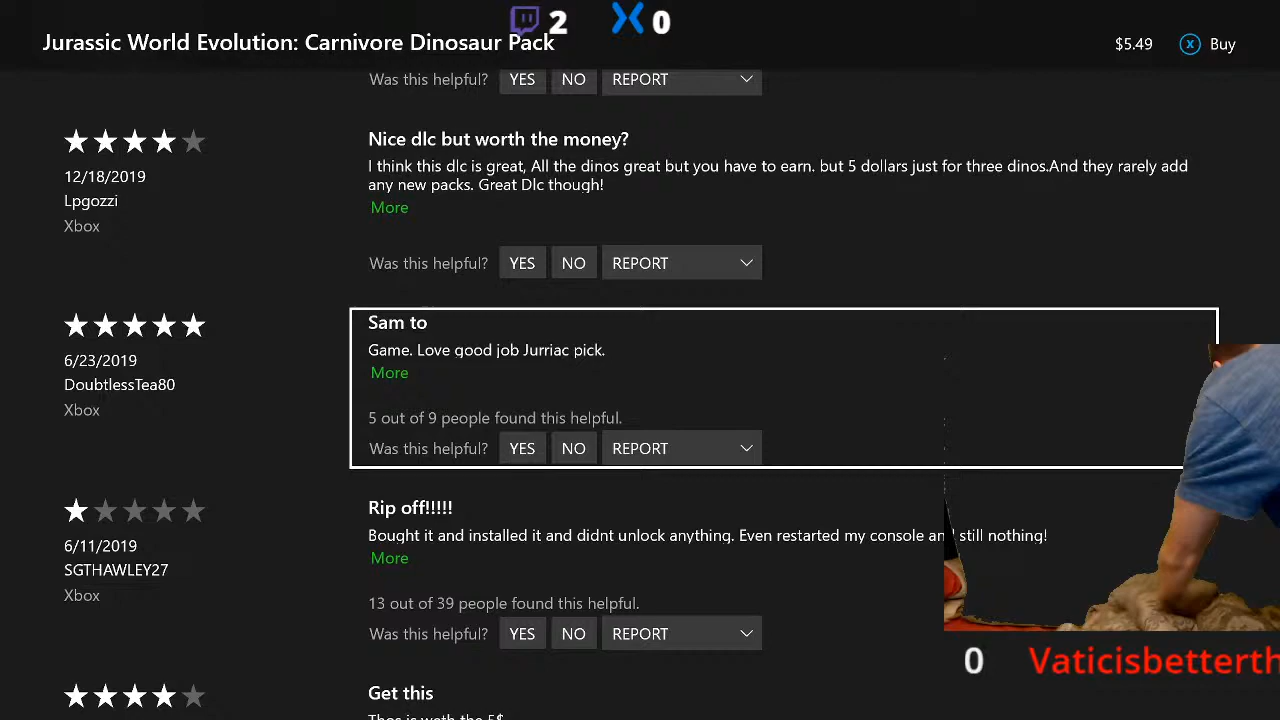 2 0
Jurassic World Evolution: Carnivore Dinosaur Pack
$5.49 X Buy
Was this helpful? YES NO REPORT
Nice dlc but worth the money?
12/18/2019
Lpgozzi
Xbox
I think this dlc is great, All the dinos great but you have to earn. but 5 dollars just for three dinos.And they rarely add
any new packs. Great Dlc though!
More
Was this helpful? YES NO REPORT
Sam to
6/23/2019
DoubtlessTea80
Xbox
Game. Love good job Jurriac pick.
More
5 out of 9 people found this helpful.
Was this helpful? YES NO REPORT
Rip off!!!!!
6/11/2019
SGTHAWLEY27
Xbox
Bought it and installed it and didnt unlock anything. Even restarted my console and still nothing!
More
13 out of 39 people found this helpful.
Was this helpful? YES NO REPORT
Get this
Thos is woth the 5$
0 Vaticisbetterth